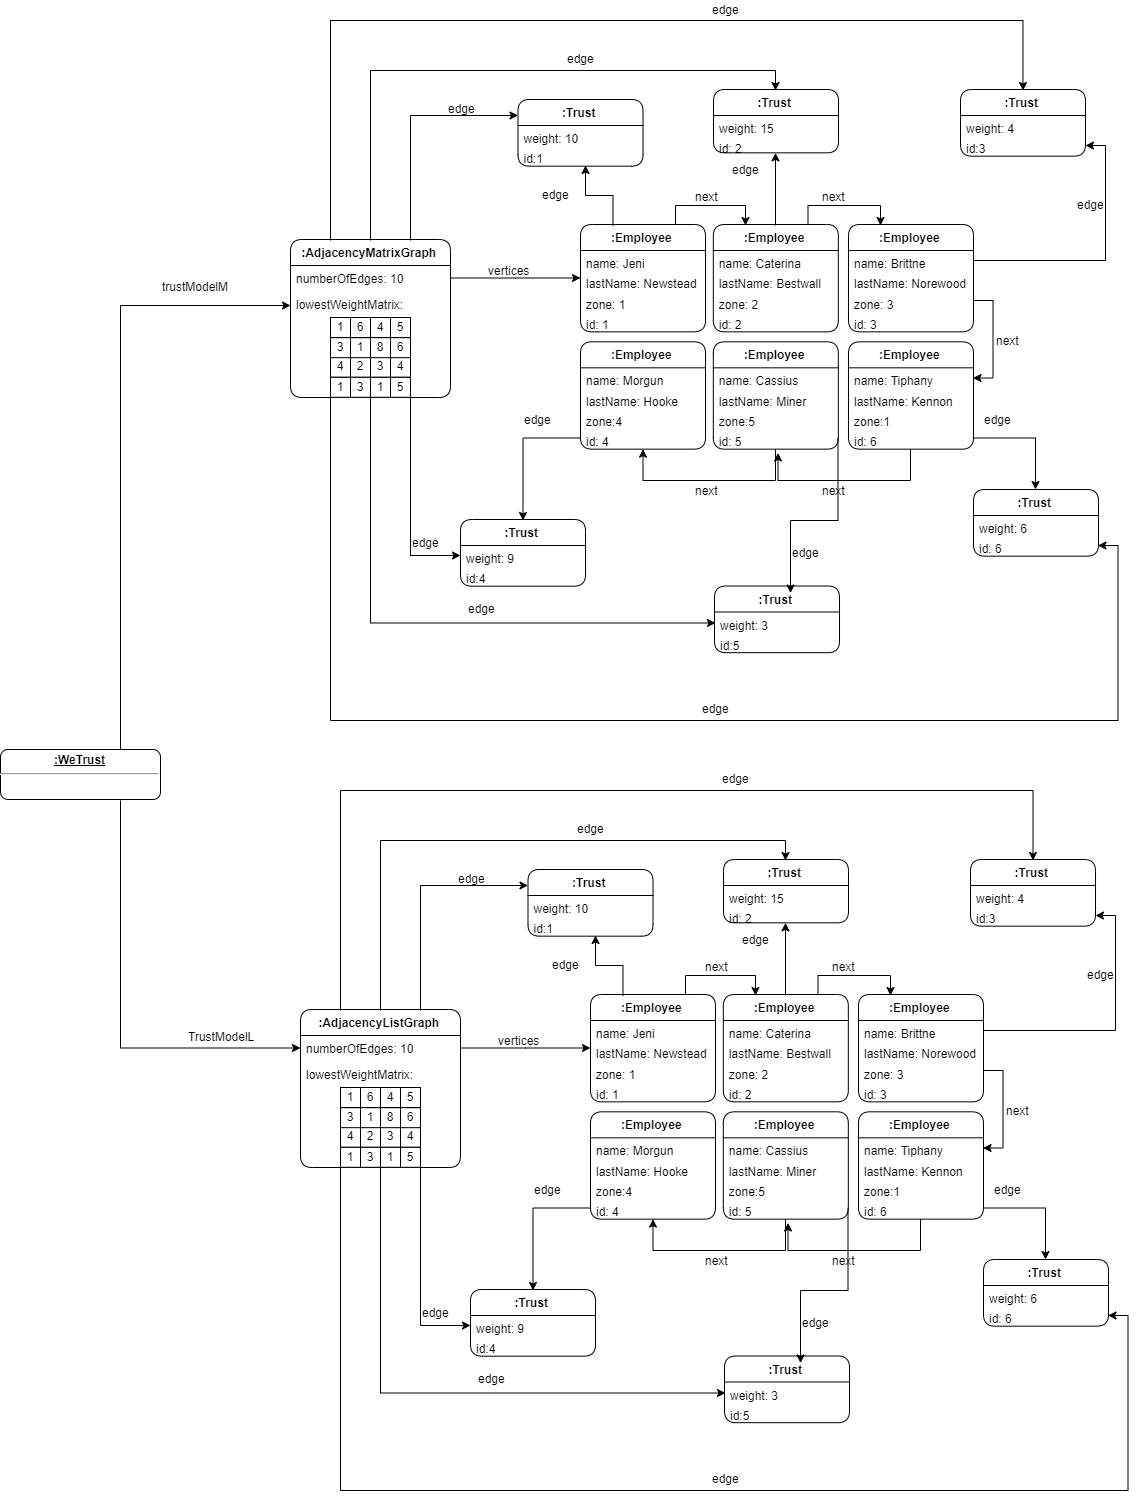 edge
edge
:Trust
weight: 10
id:1
edge
:Trust
weight: 15
id: 2
:Trust
weight: 4
id:3
edge
edge
edge
next
next
trustModelM
:AdjacencyMatrixGraph
numberOfEdges: 10
lowestWeightMatrix:
1 6 4 5
3 1 8 6
4 2 3 4
1 3 1 5
vertices
:Employee
name: Jeni
lastName: Newstead
zone: 1
id: 1
:Employee
name: Caterina
lastName: Bestwall
zone: 2
id: 2
:Employee
name: Brittne
lastName: Norewood
zone: 3
id: 3
next
:Employee
name: Morgun
lastName: Hooke
zone:4
id: 4
:Employee
name: Cassius
lastName: Miner
zone:5
id: 5
:Employee
name: Tiphany
lastName: Kennon
zone:1
id: 6
edge
edge
next
next
:Trust
weight: 6
id: 6
edge
:Trust
weight: 9
id:4
edge
edge
:Trust
weight: 3
id:5
edge
:WeTrust
edge
edge
edge
:Trust
weight: 10
id:1
:Trust
weight: 15
id: 2
:Trust
weight: 4
id:3
edge
edge
edge
next
next
TrustModelL
:AdjacencyListGraph
numberOfEdges: 10
lowestWeightMatrix:
1 6 4 5
3 1 8 6
4 2 3 4
1 3 1 5
vertices
:Employee
name: Jeni
lastName: Newstead
zone: 1
id: 1
:Employee
name: Caterina
lastName: Bestwall
zone: 2
id: 2
:Employee
name: Brittne
lastName: Norewood
zone: 3
id: 3
next
:Employee
name: Morgun
lastName: Hooke
zone:4
id: 4
:Employee
name: Cassius
lastName: Miner
zone:5
id: 5
:Employee
name: Tiphany
lastName: Kennon
zone:1
id: 6
edge
edge
next
next
:Trust
weight: 6
id: 6
edge
:Trust
weight: 9
id:4
edge
edge
:Trust
weight: 3
id:5
edge